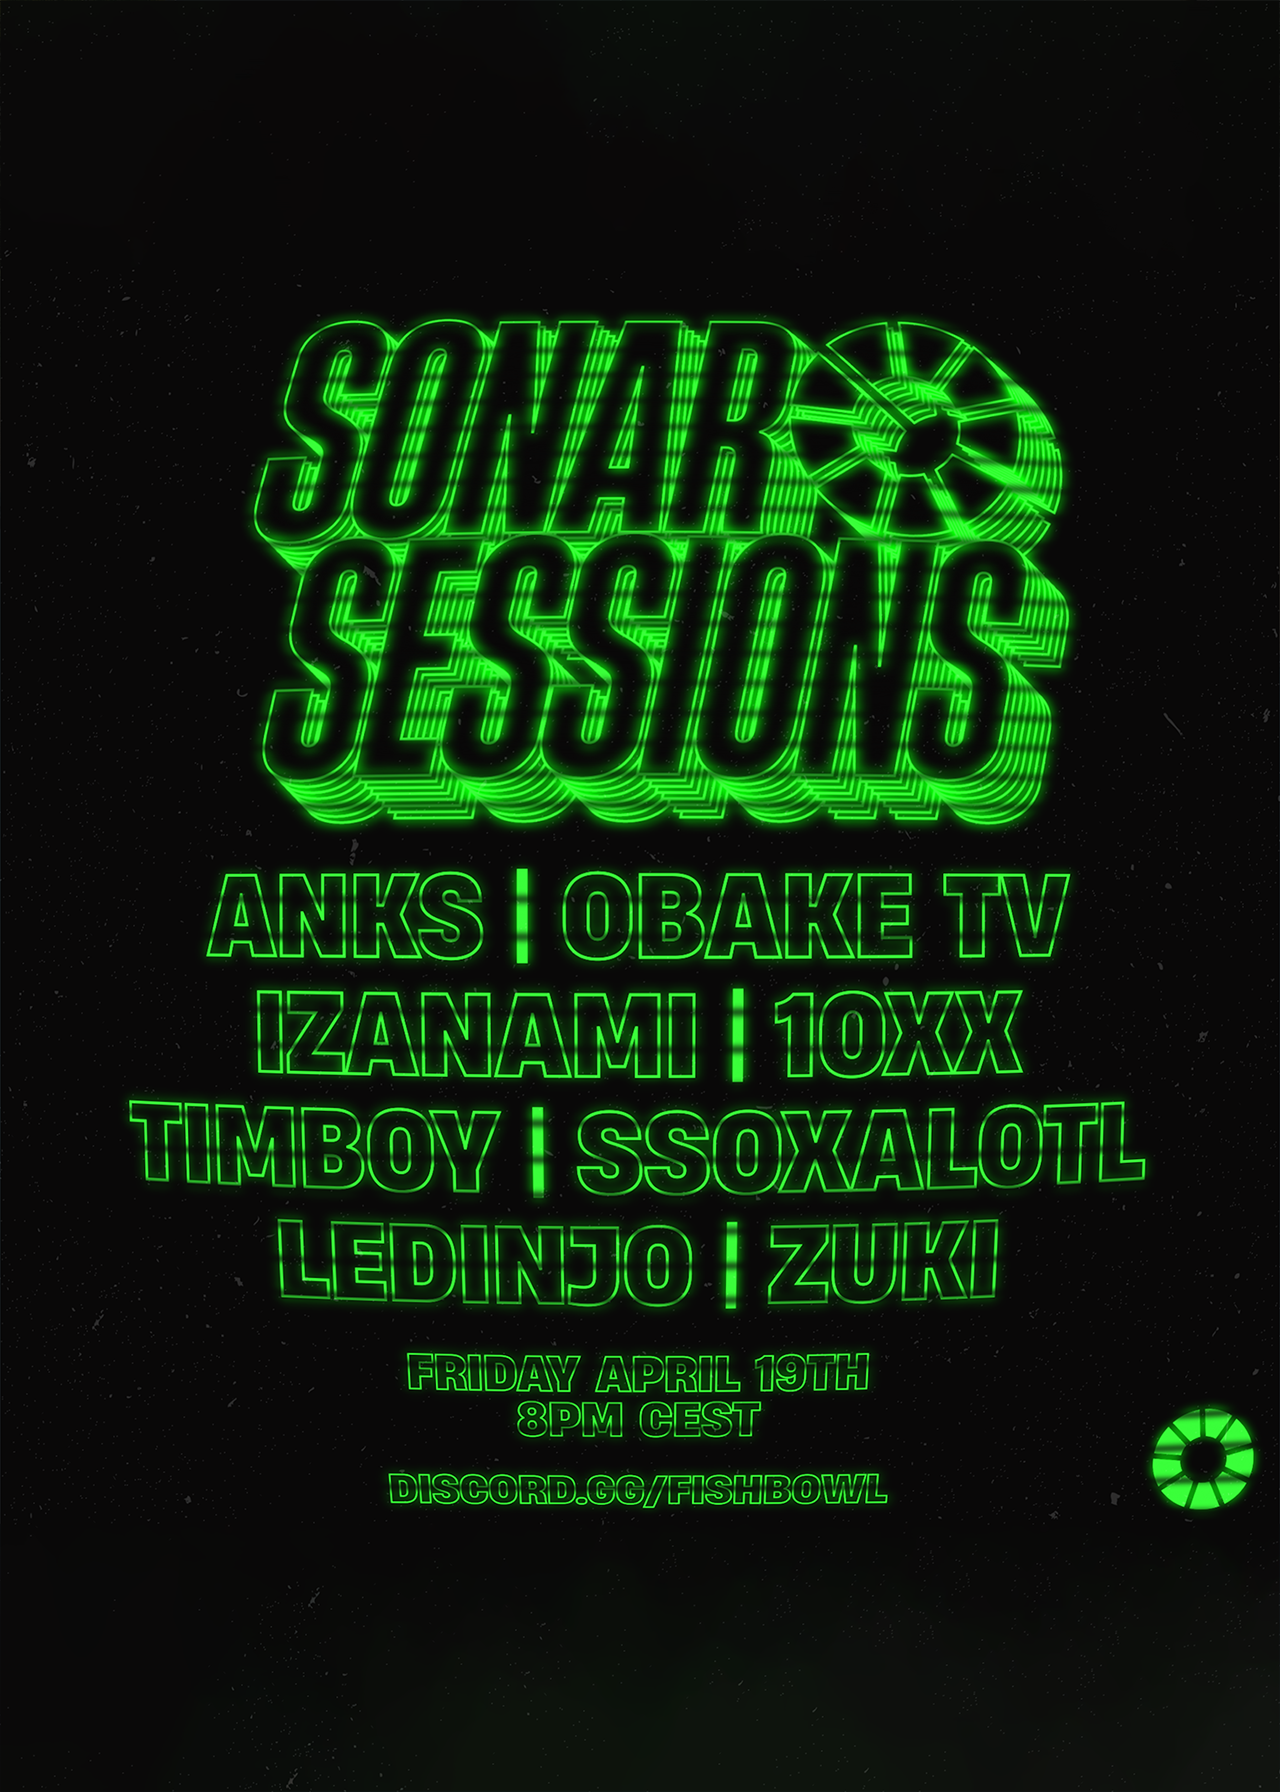 SONAR
SESSIONS
ANKS | OBAKE TV
IZANAMI | 10XX
TIMBOY | SSOXALOTL
LEDINJO | ZUKI
FRIDAY APRIL 19TH
8PM CEST
DISCORD.GG/FISHBOWL